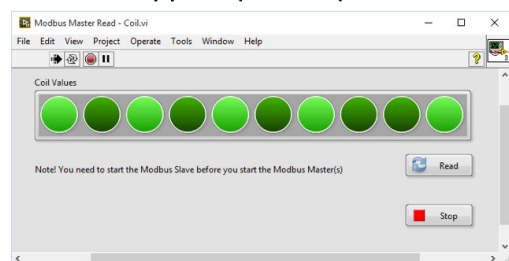 Modbus Master Read - Coil.vi
File Edit View Project Operate Tools Window Help
Coil Values
Note! You need to start the Modbus Slave before you start the Modbus Master(s)
Read
Stop